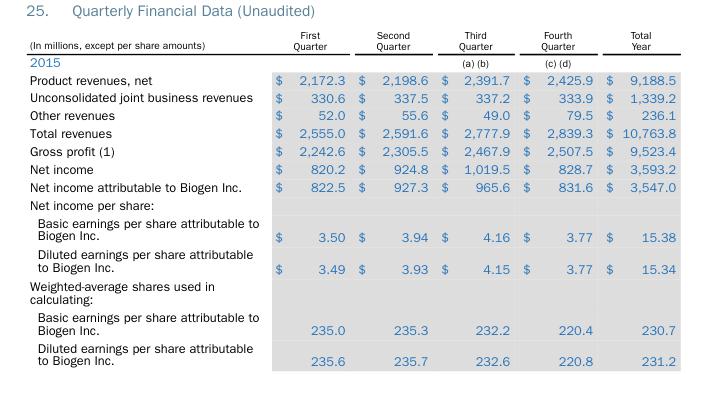 25. Quarterly Financial Data (Unaudited)
(In millions, except per share amounts) First Quarter Second Quarter Third Quarter Fourth Quarter Total Year
2015 (a) (b) (c) (d)
Product revenues, net $ 2,172.3 $ 2,198.6 $ 2,391.7 $ 2,425.9 $ 9,188.5
Unconsolidated joint business revenues $ 330.6 $ 337.5 $ 337.2 $ 333.9 $ 1,339.2
Other revenues $ 52.0 $ 55.6 $ 49.0 $ 79.5 $ 236.1
Total revenues $ 2,555.0 $ 2,591.6 $ 2,777.9 $ 2,839.3 $ 10,763.8
Gross profit (1) $ 2,242.6 $ 2,305.5 $ 2,467.9 $ 2,507.5 $ 9,523.4
Net income $ 820.2 $ 924.8 $ 1,019.5 $ 828.7 $ 3,593.2
Net income attributable to Biogen Inc. $ 822.5 $ 927.3 $ 965.6 $ 831.6 $ 3,547.0
Net income per share:
Basic earnings per share attributable to
Biogen Inc. $ 3.50 $ 3.94 $ 4.16 $ 3.77 $ 15.38
Diluted earnings per share attributable
to Biogen Inc. $ 3.49 $ 3.93 $ 4.15 $ 3.77 $ 15.34
Weighted-average shares used in
calculating:
Basic earnings per share attributable to
Biogen Inc. 235.0 235.3 232.2 220.4 230.7
Diluted earnings per share attributable
to Biogen Inc. 235.6 235.7 232.6 220.8 231.2